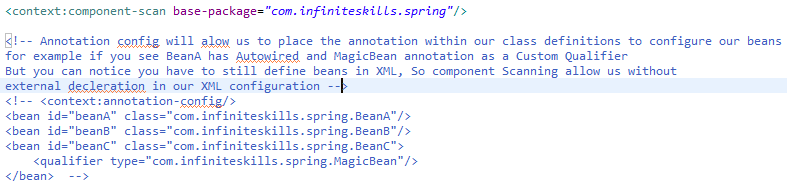 <context:component-scan base-package="com.infiniteskills.spring"/>
<!-- Annotation config will alow us to place the annotation within our class definitions to configure our beans
for example if you see BeanA has Autowired and MagicBean annotation as a Custom Qualifier
But you can notice you have to still define beans in XML, So component Scanning allow us without
external decleration in our XML configuration -->
<!-- <context:annotation-config/>
<bean id="beanA" class="com.infiniteskills.spring.BeanA"/>
<bean id="beanB" class="com.infiniteskills.spring.BeanB"/>
<bean id="beanC" class="com.infiniteskills.spring.BeanC">
    <qualifier type="com.infiniteskills.spring.MagicBean"/>
</bean>  -->